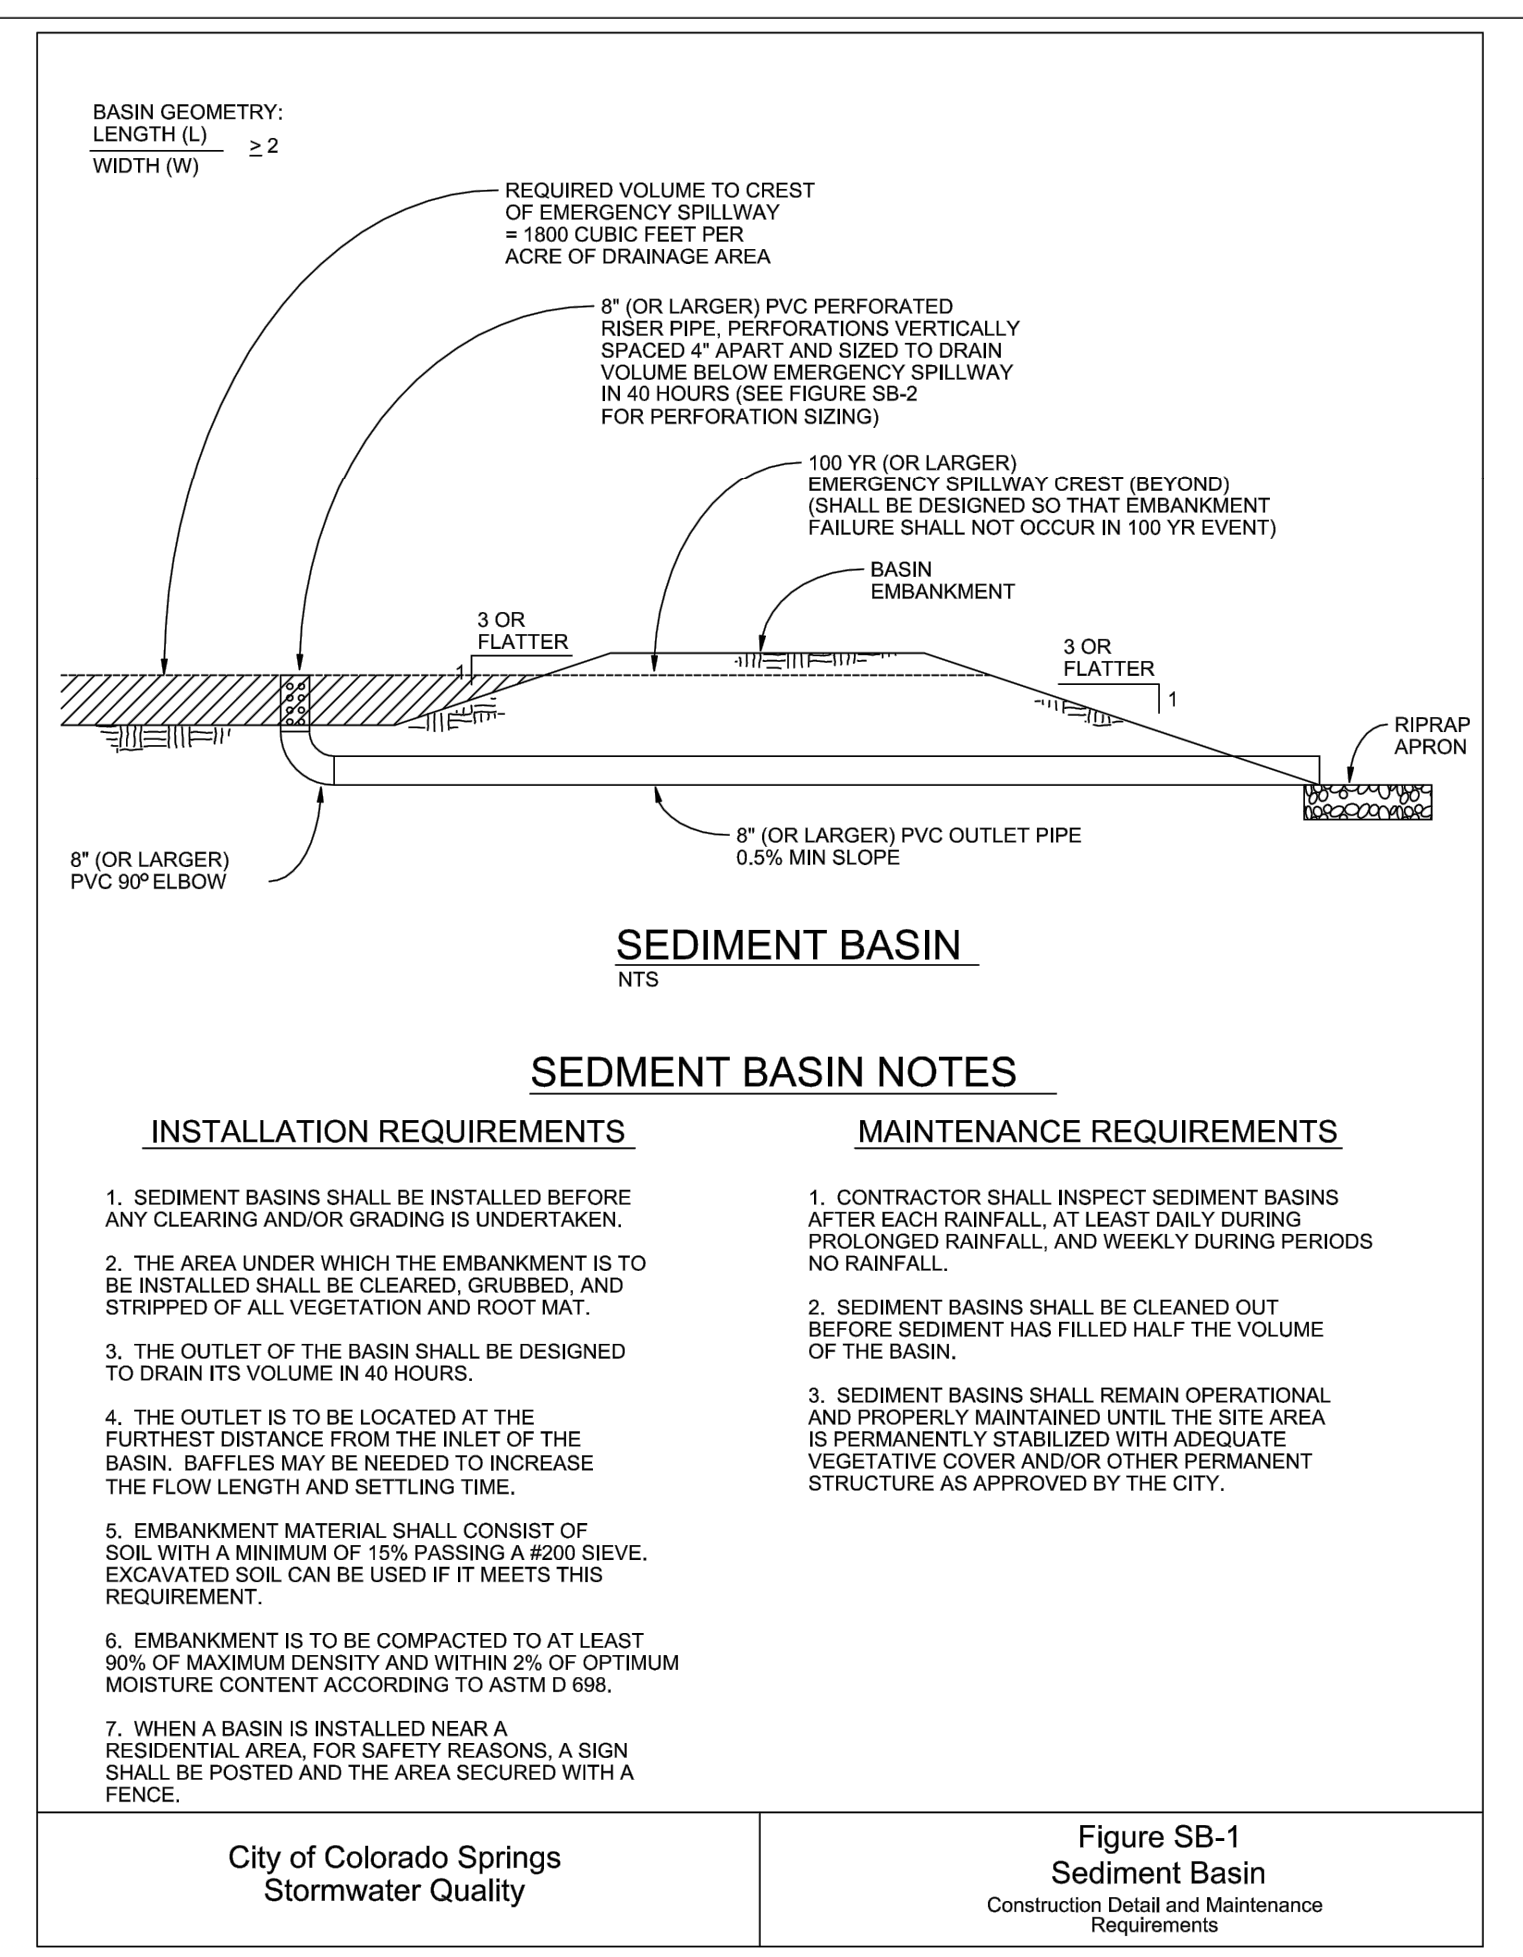 BASIN GEOMETRY:
LENGTH (L)
WIDTH (W)
≥ 2
REQUIRED VOLUME TO CREST
OF EMERGENCY SPILLWAY
= 1800 CUBIC FEET PER
ACRE OF DRAINAGE AREA
8" (OR LARGER) PVC PERFORATED
RISER PIPE, PERFORATIONS VERTICALLY
SPACED 4" APART AND SIZED TO DRAIN
VOLUME BELOW EMERGENCY SPILLWAY
IN 40 HOURS (SEE FIGURE SB-2
FOR PERFORATION SIZING)
100 YR (OR LARGER)
EMERGENCY SPILLWAY CREST (BEYOND)
(SHALL BE DESIGNED SO THAT EMBANKMENT
FAILURE SHALL NOT OCCUR IN 100 YR EVENT)
BASIN
EMBANKMENT
3 OR
FLATTER
1
3 OR
FLATTER
1
RIPRAP
APRON
8" (OR LARGER)
PVC 90º ELBOW
8" (OR LARGER) PVC OUTLET PIPE
0.5% MIN SLOPE
SEDIMENT BASIN
NTS
SEDMENT BASIN NOTES
INSTALLATION REQUIREMENTS
1. SEDIMENT BASINS SHALL BE INSTALLED BEFORE
ANY CLEARING AND/OR GRADING IS UNDERTAKEN.
2. THE AREA UNDER WHICH THE EMBANKMENT IS TO
BE INSTALLED SHALL BE CLEARED, GRUBBED, AND
STRIPPED OF ALL VEGETATION AND ROOT MAT.
3. THE OUTLET OF THE BASIN SHALL BE DESIGNED
TO DRAIN ITS VOLUME IN 40 HOURS.
4. THE OUTLET IS TO BE LOCATED AT THE
FURTHEST DISTANCE FROM THE INLET OF THE
BASIN. BAFFLES MAY BE NEEDED TO INCREASE
THE FLOW LENGTH AND SETTLING TIME.
5. EMBANKMENT MATERIAL SHALL CONSIST OF
SOIL WITH A MINIMUM OF 15% PASSING A #200 SIEVE.
EXCAVATED SOIL CAN BE USED IF IT MEETS THIS
REQUIREMENT.
6. EMBANKMENT IS TO BE COMPACTED TO AT LEAST
90% OF MAXIMUM DENSITY AND WITHIN 2% OF OPTIMUM
MOISTURE CONTENT ACCORDING TO ASTM D 698.
7. WHEN A BASIN IS INSTALLED NEAR A
RESIDENTIAL AREA, FOR SAFETY REASONS, A SIGN
SHALL BE POSTED AND THE AREA SECURED WITH A
FENCE.
MAINTENANCE REQUIREMENTS
1. CONTRACTOR SHALL INSPECT SEDIMENT BASINS
AFTER EACH RAINFALL, AT LEAST DAILY DURING
PROLONGED RAINFALL, AND WEEKLY DURING PERIODS
NO RAINFALL.
2. SEDIMENT BASINS SHALL BE CLEANED OUT
BEFORE SEDIMENT HAS FILLED HALF THE VOLUME
OF THE BASIN.
3. SEDIMENT BASINS SHALL REMAIN OPERATIONAL
AND PROPERLY MAINTAINED UNTIL THE SITE AREA
IS PERMANENTLY STABILIZED WITH ADEQUATE
VEGETATIVE COVER AND/OR OTHER PERMANENT
STRUCTURE AS APPROVED BY THE CITY.
City of Colorado Springs
Stormwater Quality
Figure SB-1
Sediment Basin
Construction Detail and Maintenance
Requirements